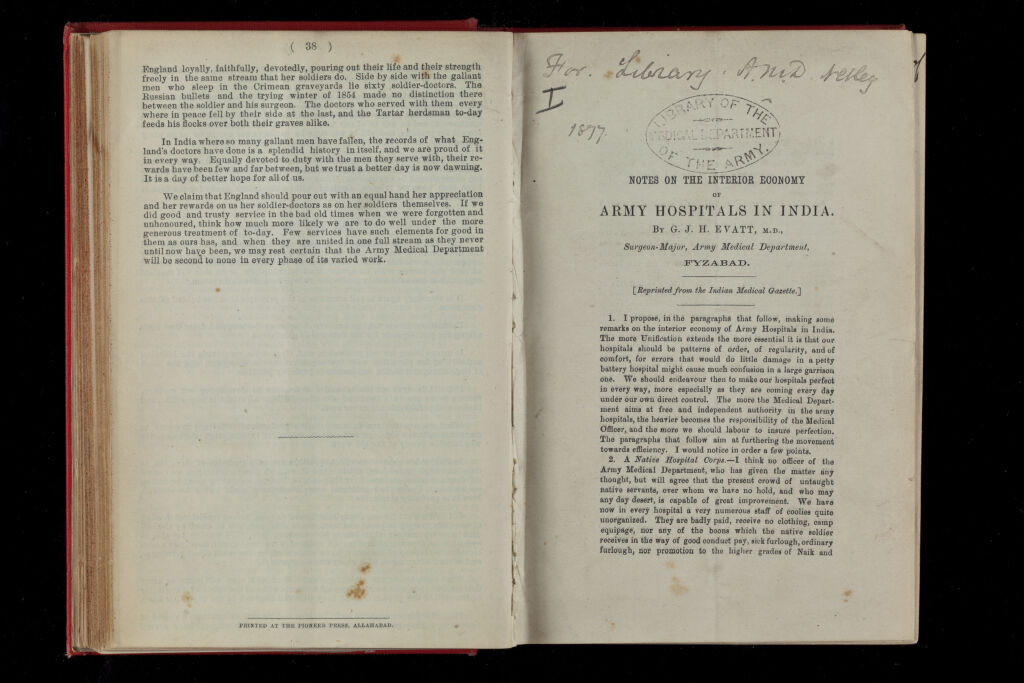 ( 38 )
England loyally, faithfully, devotedly, pouring out their life and their strength
freely in the same stream that her soldiers do. Side by side with the gallant
men who sleep in the Crimean graveyards lie sixty soldier-doctors. The
Russian bullets and the trying winter of 1854 made no distinction there
between the soldier and his surgeon. The doctors who served with them every
where in peace fell by their side at the last, and the Tartar herdsman to-day
feeds his flocks over both their graves alike.
In India where so many gallant men have fallen, the records of what Eng-
land's doctors have done is a splendid history in itself, and we are proud of it
in every way. Equally devoted to duty with the men they serve with, their re-
wards have been few and far between, but we trust a better day is now dawning.
It is a day of better hope for all of us.
We claim that England should pour out with an equal hand her appreciation
and her rewards on us her soldier-doctors as on her soldiers themselves. If we
did good and trusty service in the bad old times when we were forgotten and
unhonoured, think how much more likely we are to do well under the more
generous treatment of to-day. Few services have such elements for good in
them as ours has, and when they are united in one full stream as they never
until now have been, we may rest certain that the Army Medical Department
will be second to none in every phase of its varied work.
PRINTED AT THE PIONEER PRESS, ALLAHABAD.
For. Library. A.M.D Netley
I
1897.
LIBRARY OF THE
MEDICAL DEPARTMENT
OF THE ARMY.
NOTES ON THE INTERIOR ECONOMY
OF
ARMY HOSPITALS IN INDIA.
BY G. J. H. EVATT, M.D.,
Surgeon-Major, Army Medical Department,
FYZABAD.
[Reprinted from the Indian Medical Gazette.]
1. I propose, in the paragraphs that follow, making some
remarks on the interior economy of Army Hospitals in India.
The more Unification extends the more essential it is that our
hospitals should be patterns of order, of regularity, and of
comfort, for errors that would do little damage in a petty
battery hospital might cause much confusion in a large garrison
one. We should endeavour then to make our hospitals perfect
in every way, more especially as they are coming every day
under our own direct control. The more the Medical Depart-
ment aims at free and independent authority in the army
hospitals, the heavier becomes the responsibility of the Medical
Officer, and the more we should labour to insure perfection.
The paragraphs that follow aim at furthering the movement
towards efficiency. I would notice in order a few points.
2. A Native Hospital Corps.—I think no officer of the
Army Medical Department, who has given the matter any
thought, but will agree that the present crowd of untaught
native servants, over whom we have no hold, and who may
any day desert, is capable of great improvement. We have
now in every hospital a very numerous staff of coolies quite
unorganized. They are badly paid, receive no clothing, camp
equipage, nor any of the boons which the native soldier
receives in the way of good conduct pay, sick furlough, ordinary
furlough, nor promotion to the higher grades of Naik and